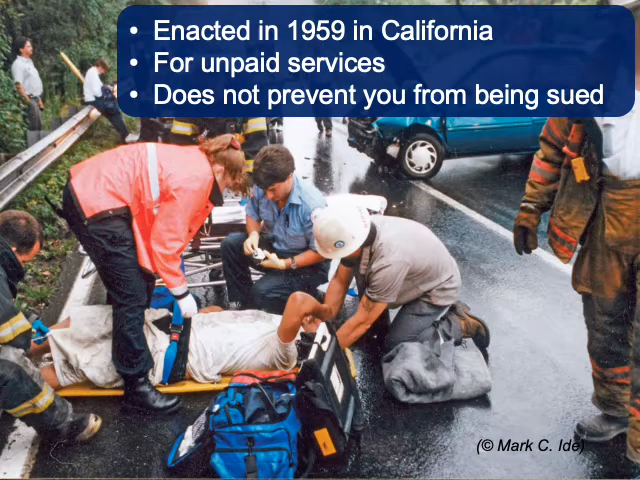 • Enacted in 1959 in California
• For unpaid services
• Does not prevent you from being sued
(© Mark C. Ide)